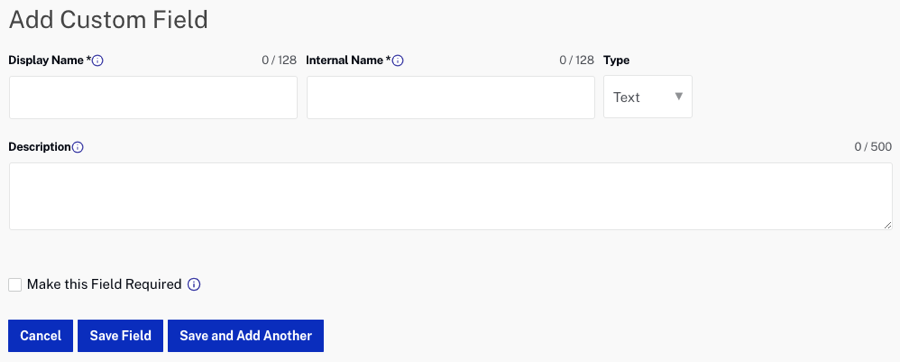 Add Custom Field
Display Name * 0 / 128 Internal Name * 0 / 128 Type
Text
Description 0 / 500
Make this Field Required
Cancel Save Field Save and Add Another